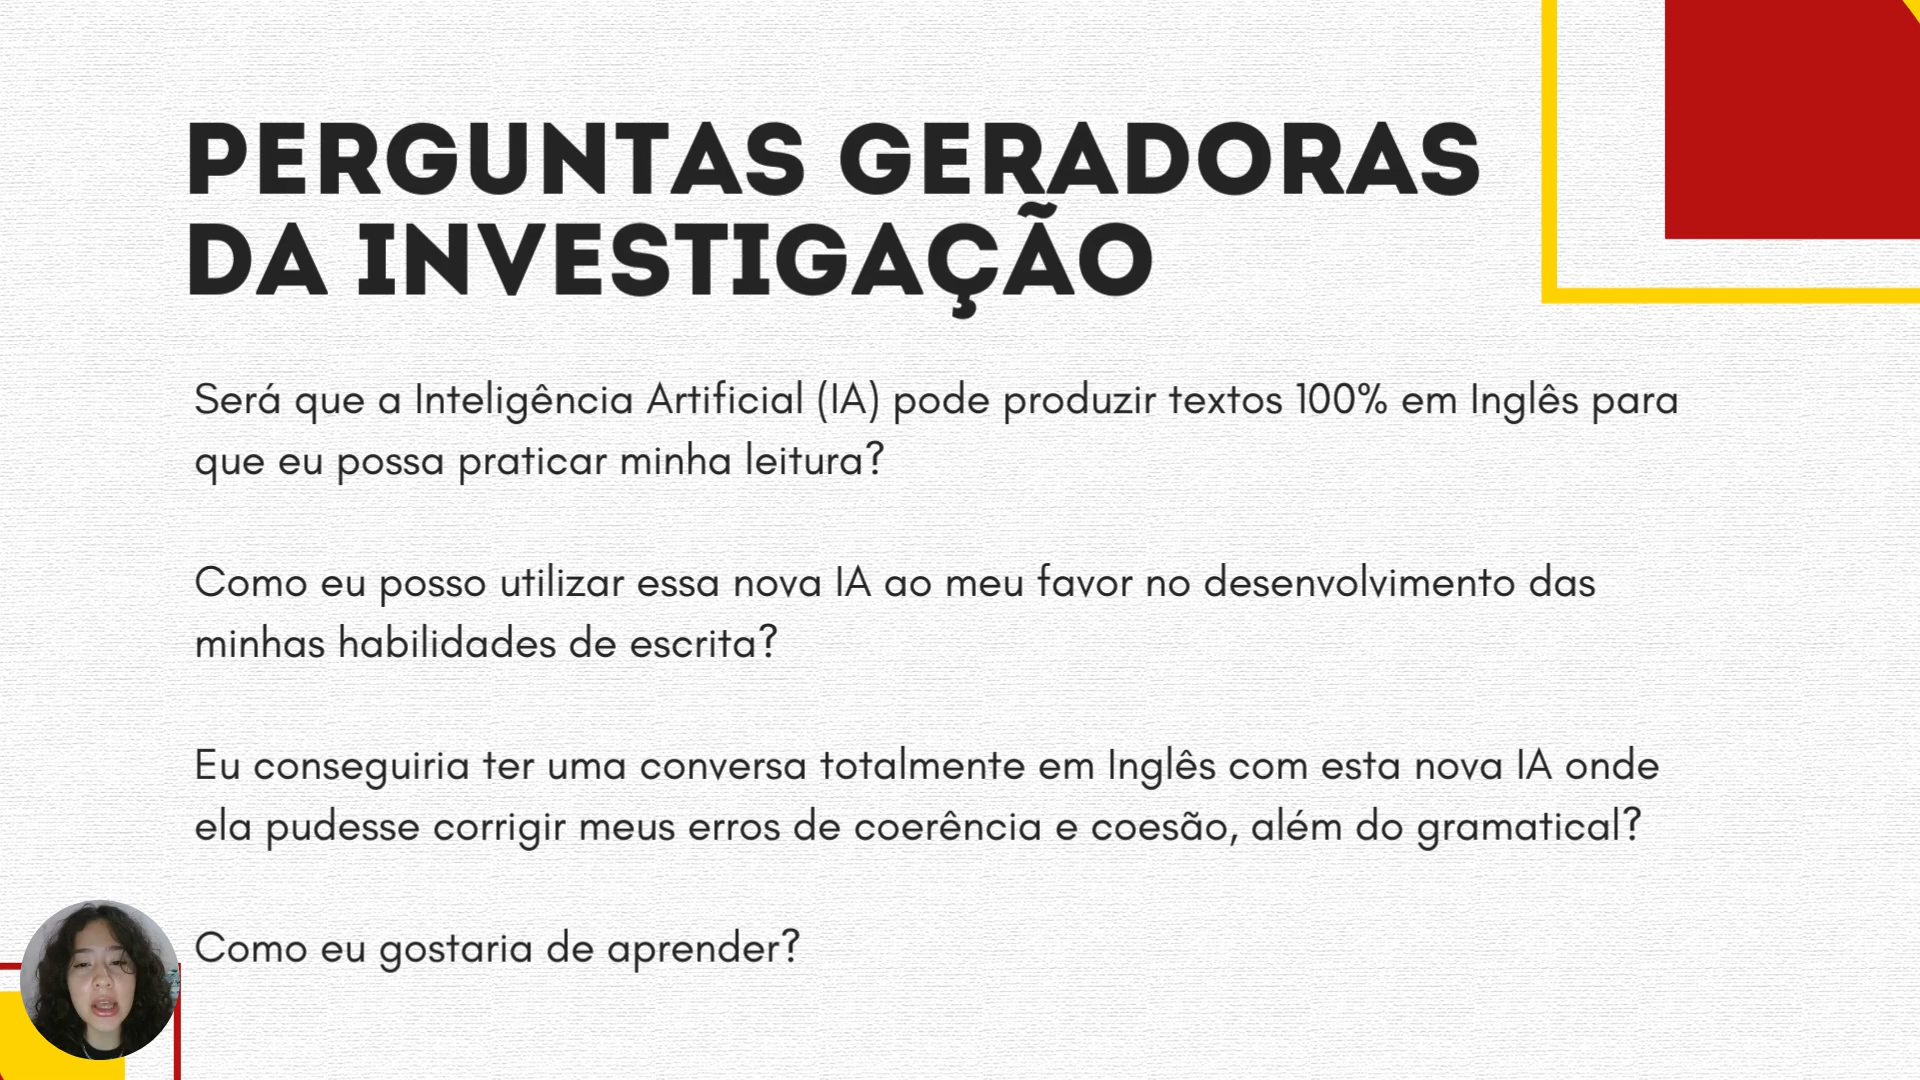 PERGUNTAS GERADORAS
DA INVESTIGAÇÃO
Será que a Inteligência Artificial (IA) pode produzir textos 100% em Inglês para
que eu possa praticar minha leitura?
Como eu posso utilizar essa nova IA ao meu favor no desenvolvimento das
minhas habilidades de escrita?
Eu conseguiria ter uma conversa totalmente em Inglês com esta nova IA onde
ela pudesse corrigir meus erros de coerência e coesão, além do gramatical?
Como eu gostaria de aprender?